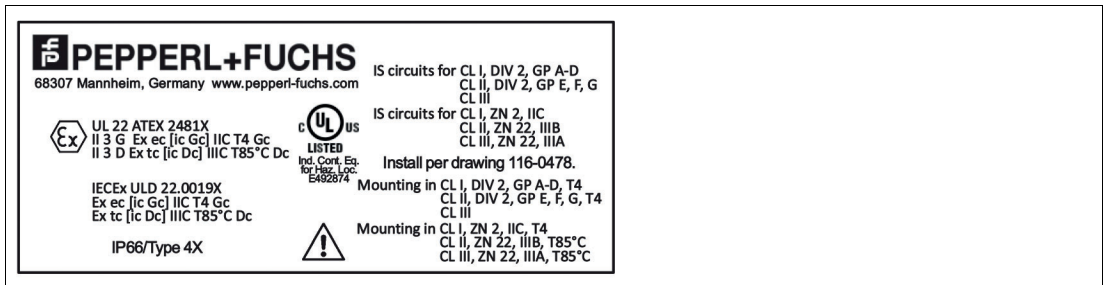 PEPPERL+FUCHS
68307 Mannheim, Germany www.pepperl-fuchs.com
UL 22 ATEX 2481X
II 3 G Ex ec [ic Gc] IIC T4 Gc
II 3 D Ex tc [ic Dc] IIIC T85°C Dc
IECEx ULD 22.0019X
Ex ec [ic Gc] IIC T4 Gc
Ex tc [ic Dc] IIIC T85°C Dc
IP66/Type 4X
C UL US
LISTED
Ind. Cont. Eq.
for Haz. Loc.
E492874
IS circuits for CL I, DIV 2, GP A-D
CL II, DIV 2, GP E, F, G
CL III
IS circuits for CL I, ZN 2, IIC
CL II, ZN 22, IIIB
CL III, ZN 22, IIIA
Install per drawing 116-0478.
Mounting in CL I, DIV 2, GP A-D, T4
CL II, DIV 2, GP E, F, G, T4
CL III
Mounting in CL I, ZN 2, IIC, T4
CL II, ZN 22, IIIB, T85°C
CL III, ZN 22, IIIA, T85°C